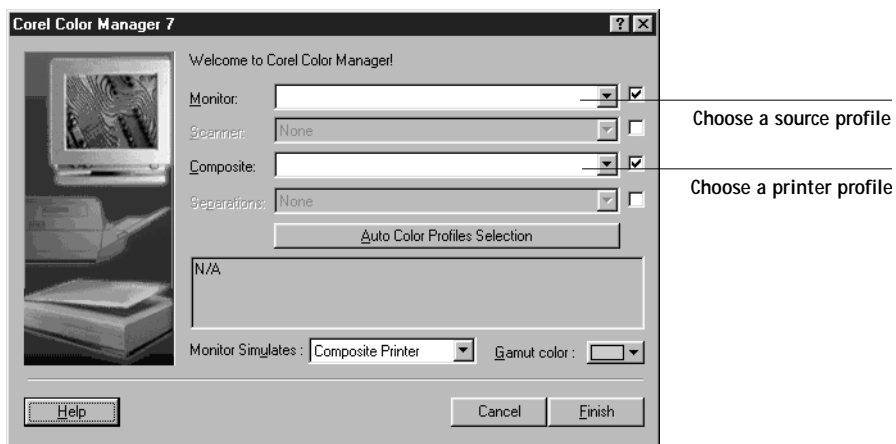 Corel Color Manager 7
Welcome to Corel Color Manager!
Monitor:
Scanner: None
Composite:
Separations: None
Auto Color Profiles Selection
N/A
Monitor Simulates : Composite Printer Gamut color :
Help Cancel Finish
Choose a source profile
Choose a printer profile